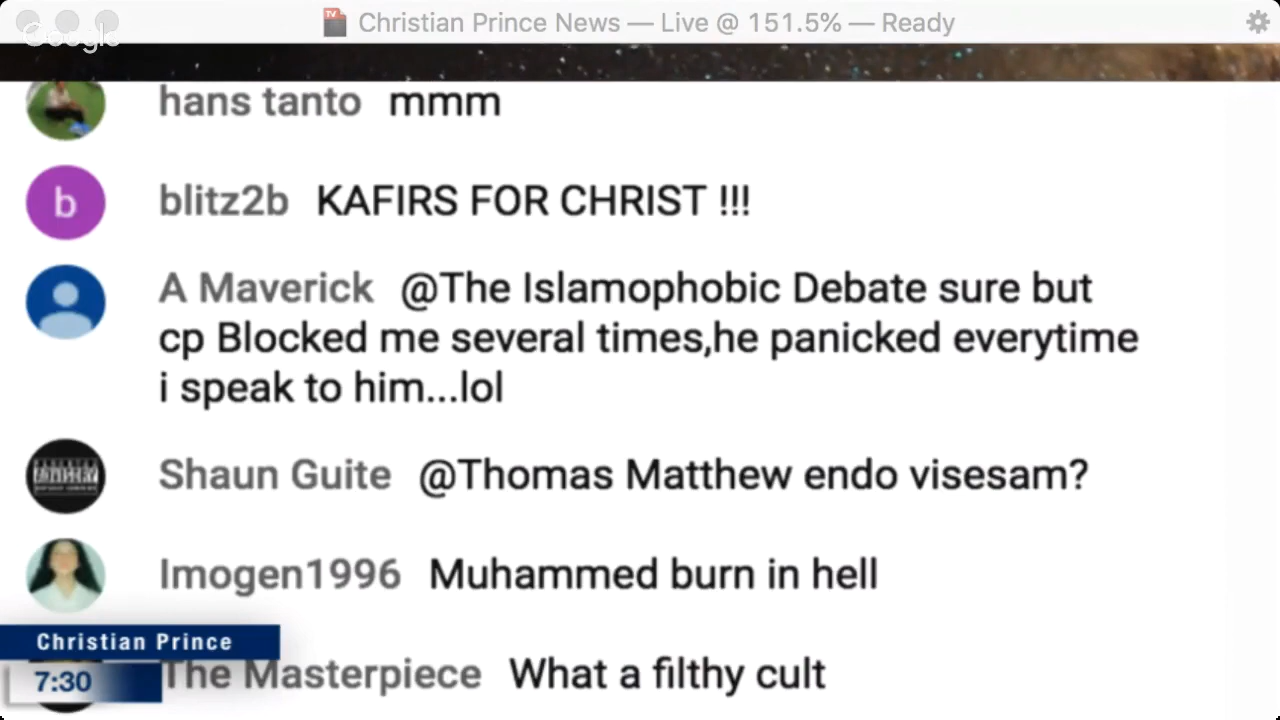 Christian Prince News — Live @ 151.5% — Ready
Google
hans tanto mmm
b
blitz2b KAFIRS FOR CHRIST !!!
A Maverick @The Islamophobic Debate sure but
cp Blocked me several times,he panicked everytime
i speak to him...lol
Shaun Guite @Thomas Matthew endo visesam?
Imogen1996 Muhammed burn in hell
Christian Prince
The Masterpiece What a filthy cult
7:30